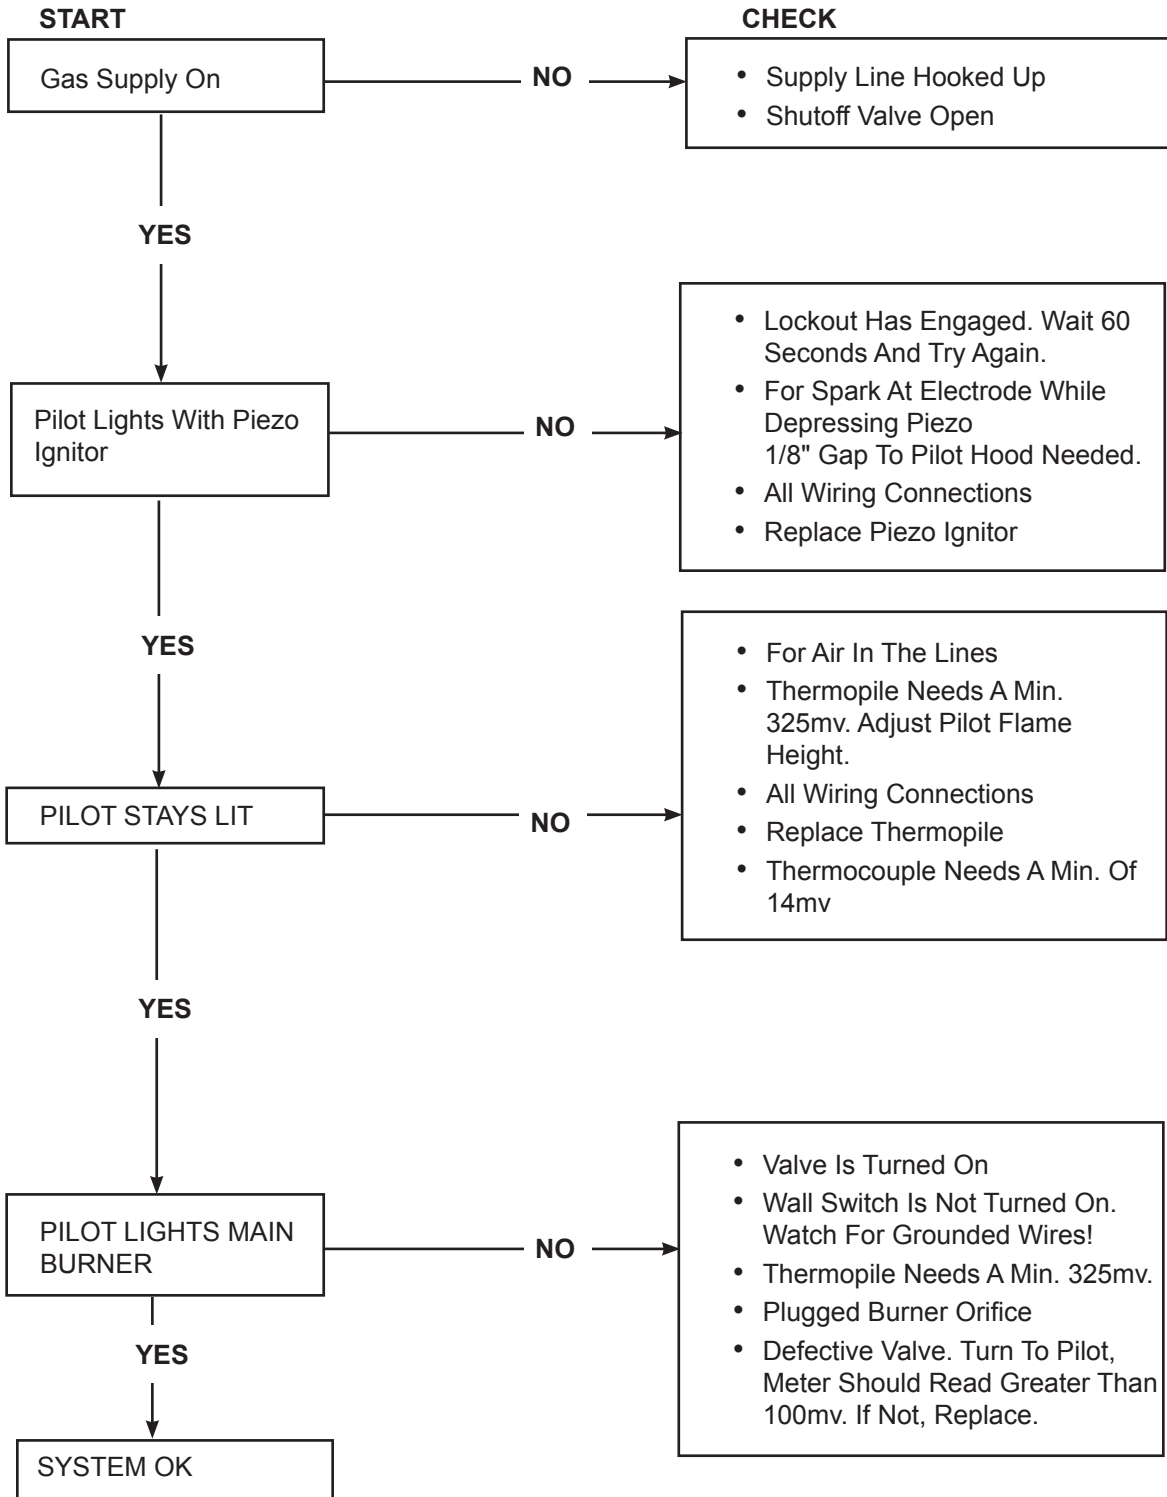 START
CHECK
Gas Supply On
NO
• Supply Line Hooked Up
• Shutoff Valve Open
YES
Pilot Lights With Piezo
Ignitor
NO
• Lockout Has Engaged. Wait 60
Seconds And Try Again.
• For Spark At Electrode While
Depressing Piezo
1/8" Gap To Pilot Hood Needed.
• All Wiring Connections
• Replace Piezo Ignitor
YES
PILOT STAYS LIT
NO
• For Air In The Lines
• Thermopile Needs A Min.
325mv. Adjust Pilot Flame
Height.
• All Wiring Connections
• Replace Thermopile
• Thermocouple Needs A Min. Of
14mv
YES
PILOT LIGHTS MAIN
BURNER
NO
• Valve Is Turned On
• Wall Switch Is Not Turned On.
Watch For Grounded Wires!
• Thermopile Needs A Min. 325mv.
• Plugged Burner Orifice
• Defective Valve. Turn To Pilot,
Meter Should Read Greater Than
100mv. If Not, Replace.
YES
SYSTEM OK